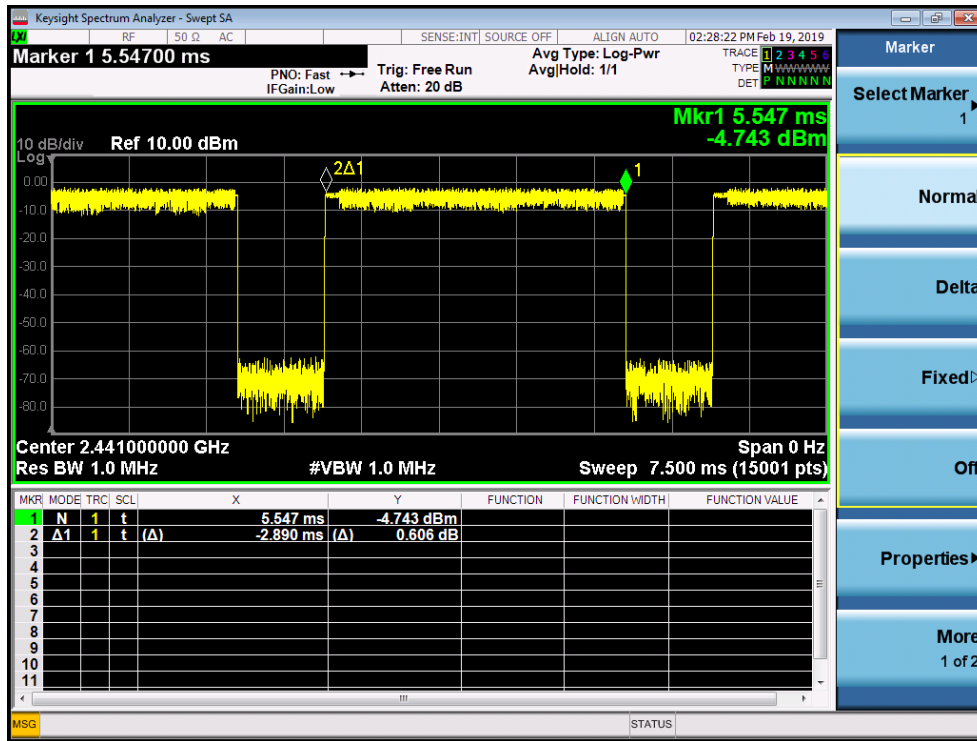 Keysight Spectrum Analyzer - Swept SA
LXI RF 50 Ω AC SENSE:INT SOURCE OFF ALIGN AUTO 02:28:22 PM Feb 19, 2019
Marker 1 5.54700 ms
PNO: Fast
IFGain:Low
Trig: Free Run
Atten: 20 dB
Avg Type: Log-Pwr
Avg|Hold: 1/1
TRACE 1 2 3 4 5 6
TYPE M W W W W W
DET P N N N N N
Mkr1 5.547 ms
-4.743 dBm
10 dB/div Ref 10.00 dBm
Log
2Δ1
1
0.00
-10.0
-20.0
-30.0
-40.0
-50.0
-60.0
-70.0
-80.0
Center 2.441000000 GHz Span 0 Hz
Res BW 1.0 MHz #VBW 1.0 MHz Sweep 7.500 ms (15001 pts)
MKR MODE TRC SCL X Y FUNCTION FUNCTION WIDTH FUNCTION VALUE
1 N 1 t 5.547 ms -4.743 dBm
2 Δ1 1 t (Δ) -2.890 ms (Δ) 0.606 dB
3
4
5
6
7
8
9
10
11
MSG STATUS
Marker
Select Marker
1
Normal
Delta
Fixed
Off
Properties
More
1 of 2